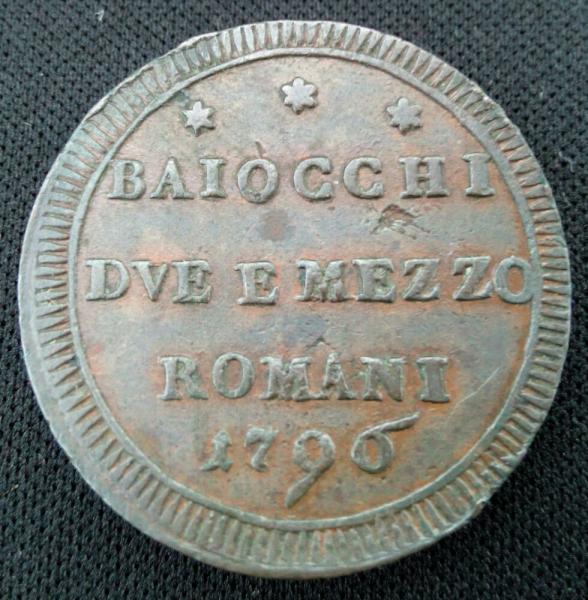 BAIOCCHI
DVE E MEZZO
ROMANI
1796